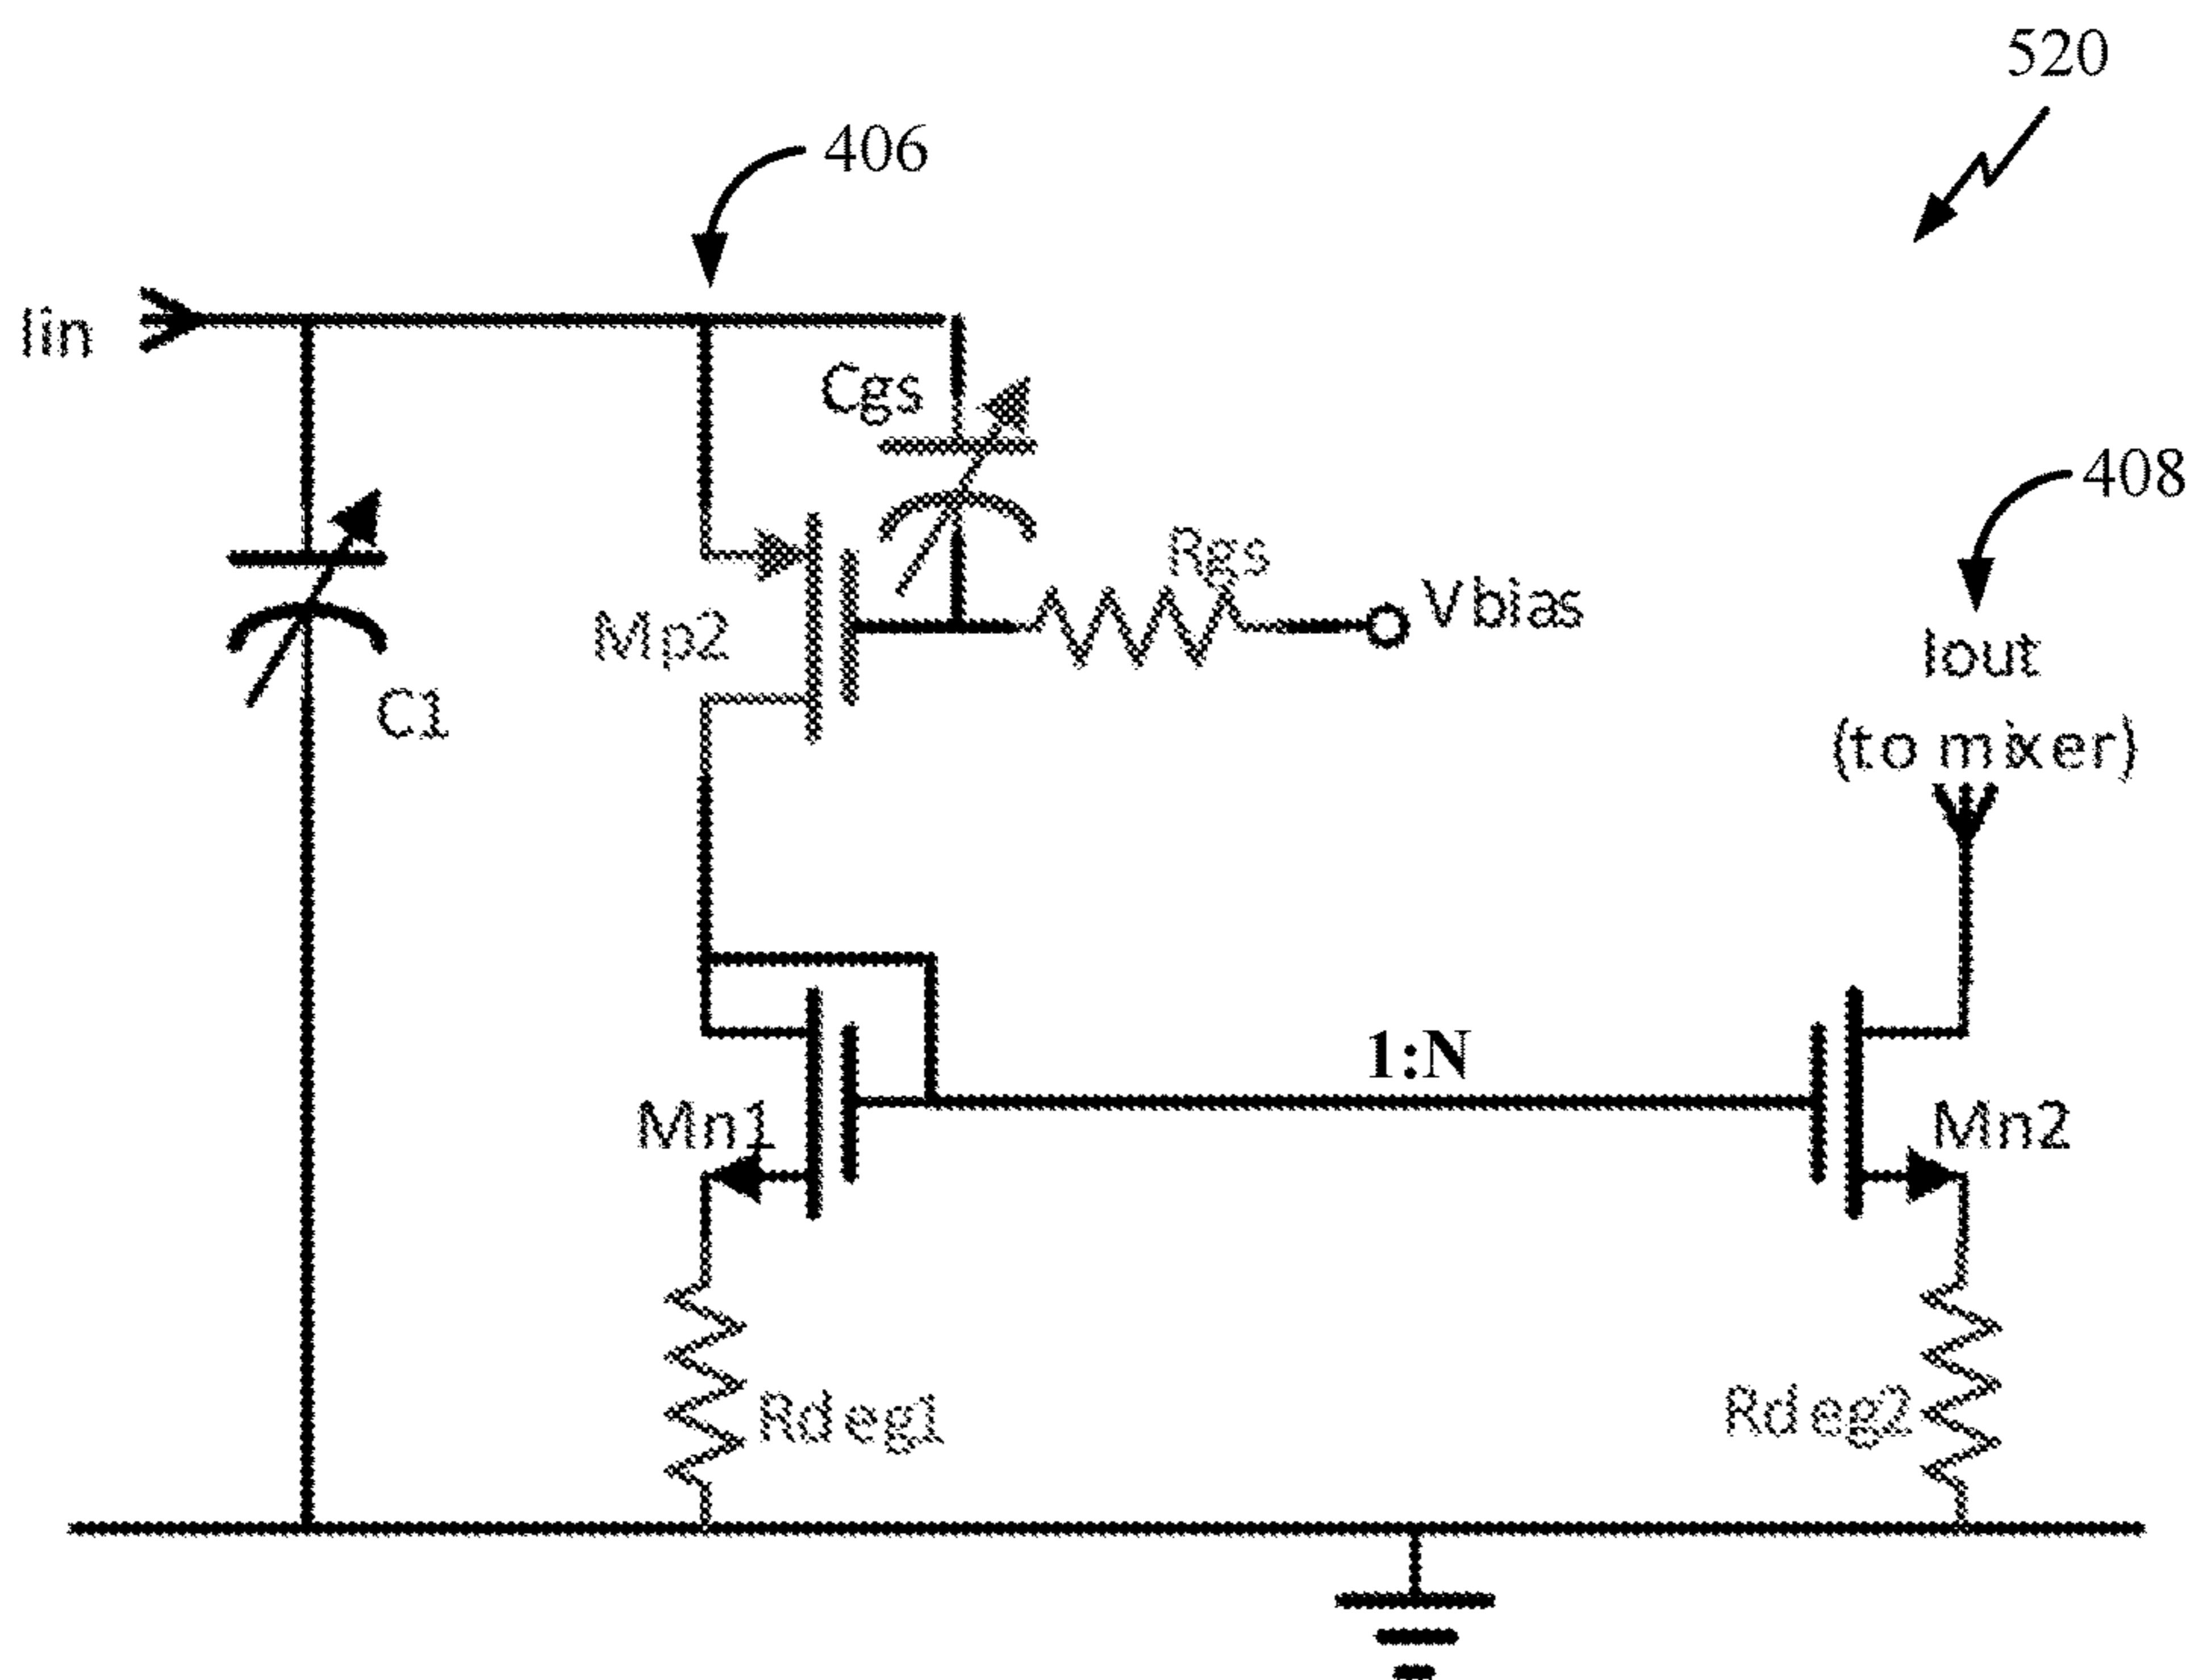 520
406
Iin
Cgs
408
Rgs
Vbias
Mp2
Iout
(to mixer)
C1
1:N
Mn1
Mn2
Rdeg1
Rdeg2